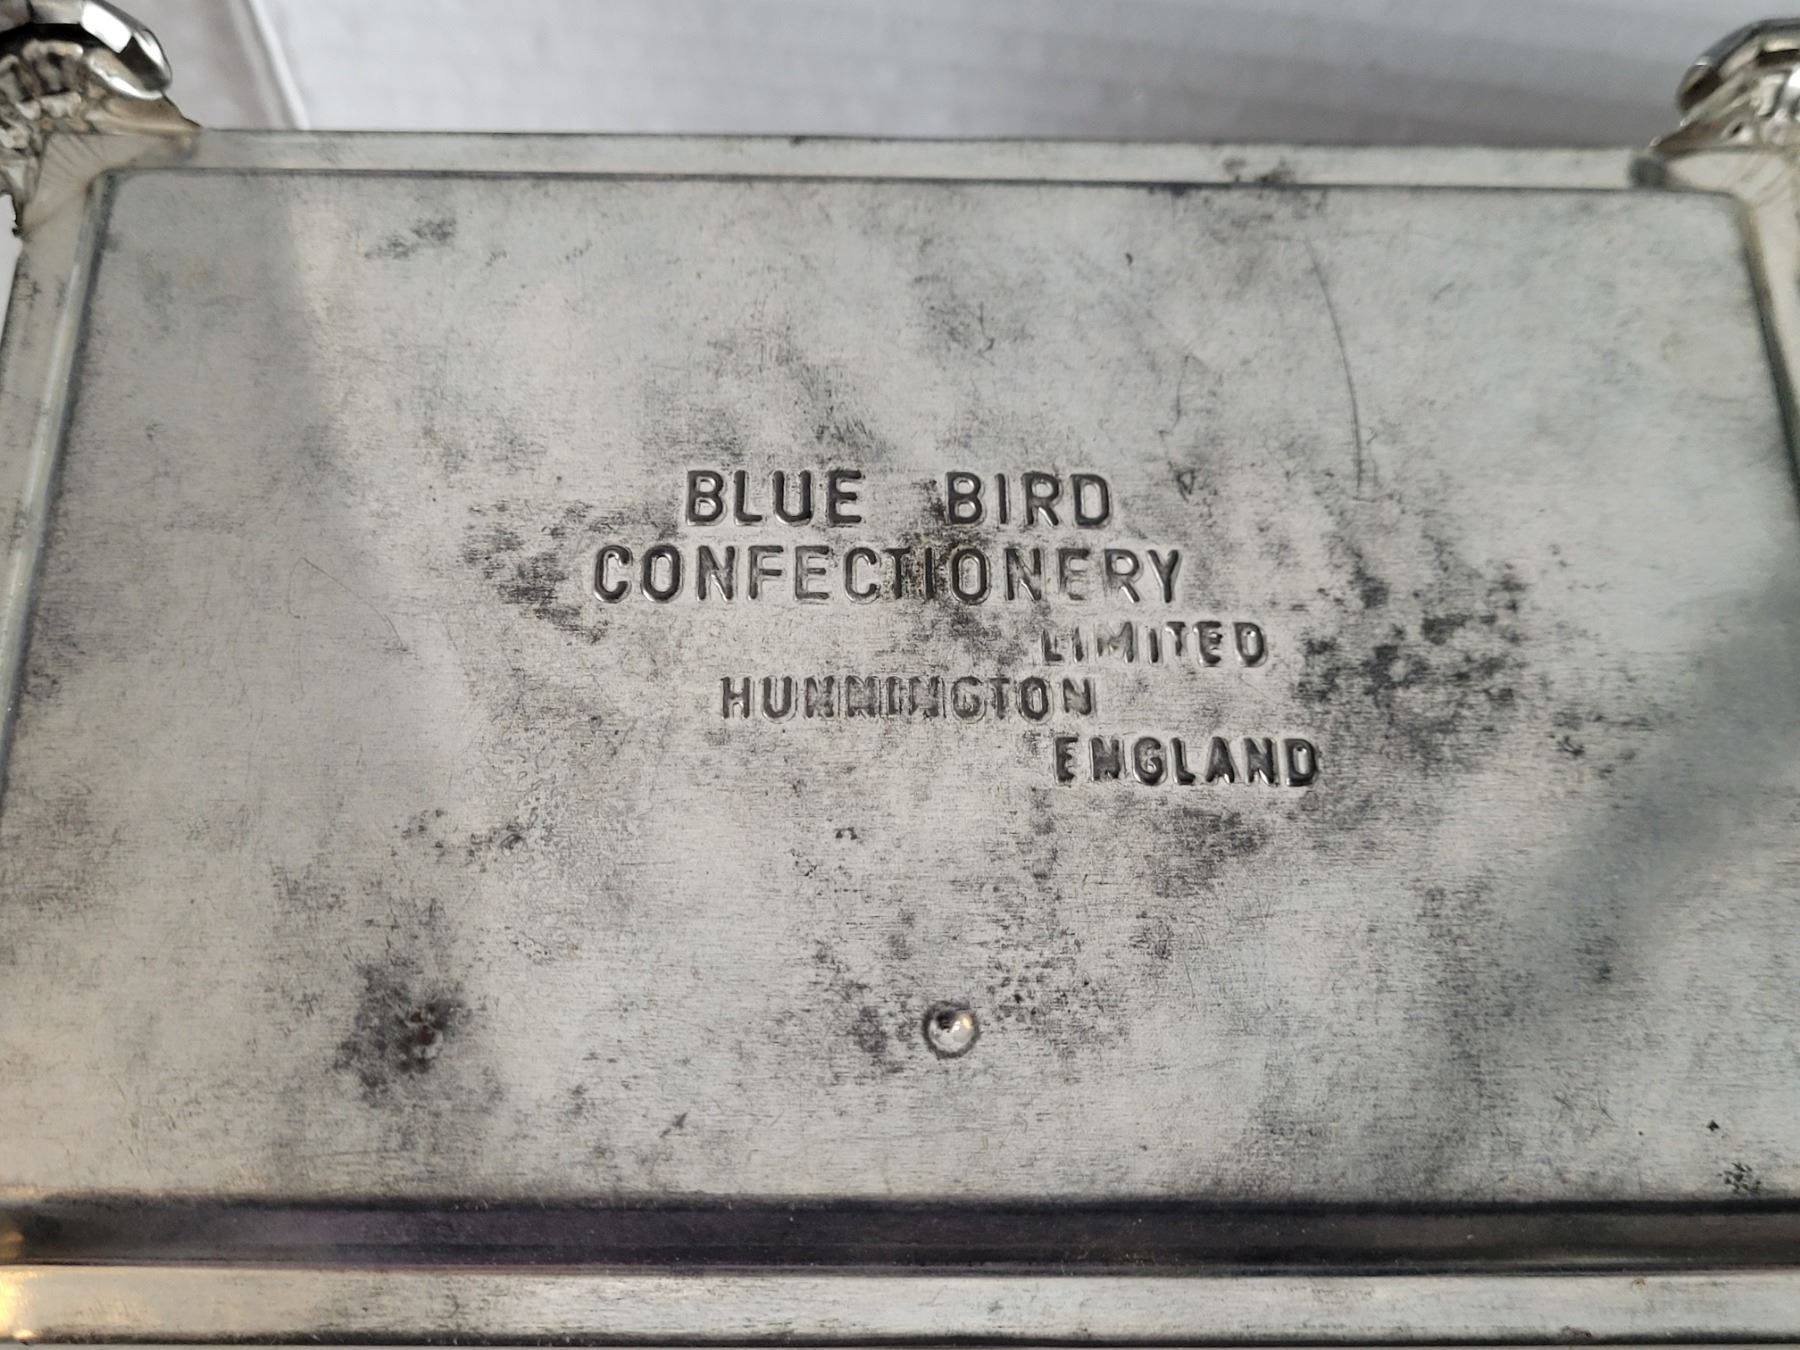 BLUE BIRD
CONFECTIONERY
LIMITED
HUNNINGTON
ENGLAND